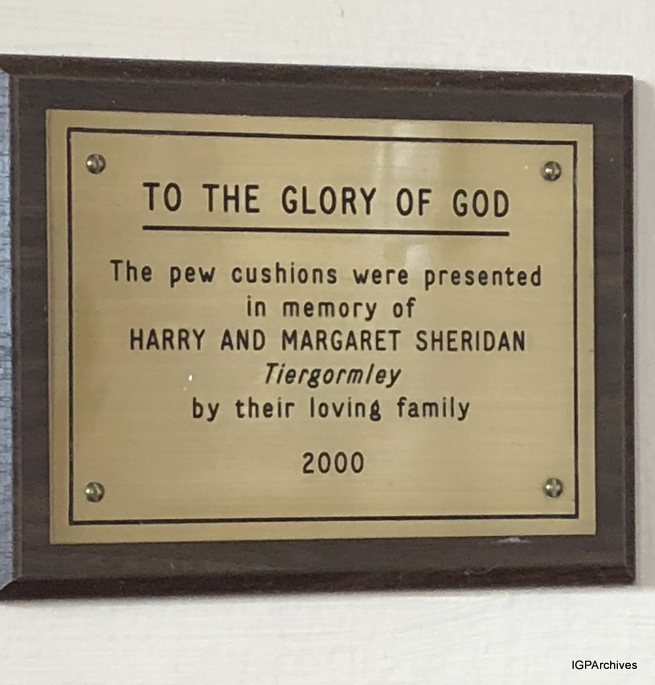 TO THE GLORY OF GOD
The pew cushions were presented
in memory of
HARRY AND MARGARET SHERIDAN
Tiergormley
by their loving family
2000
IGPArchives